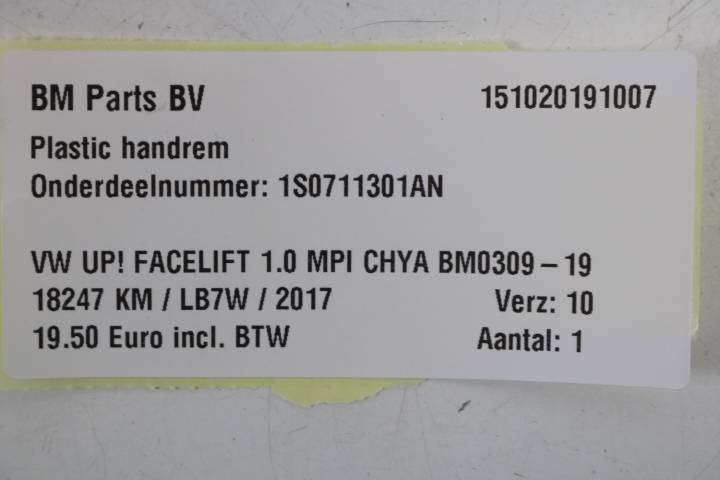 BM Parts BV 151020191007
Plastic handrem
Onderdeelnummer: 1S0711301AN
VW UP! FACELIFT 1.0 MPI CHYA BM0309-19
18247 KM / LB7W / 2017 Verz: 10
19.50 Euro incl. BTW Aantal: 1